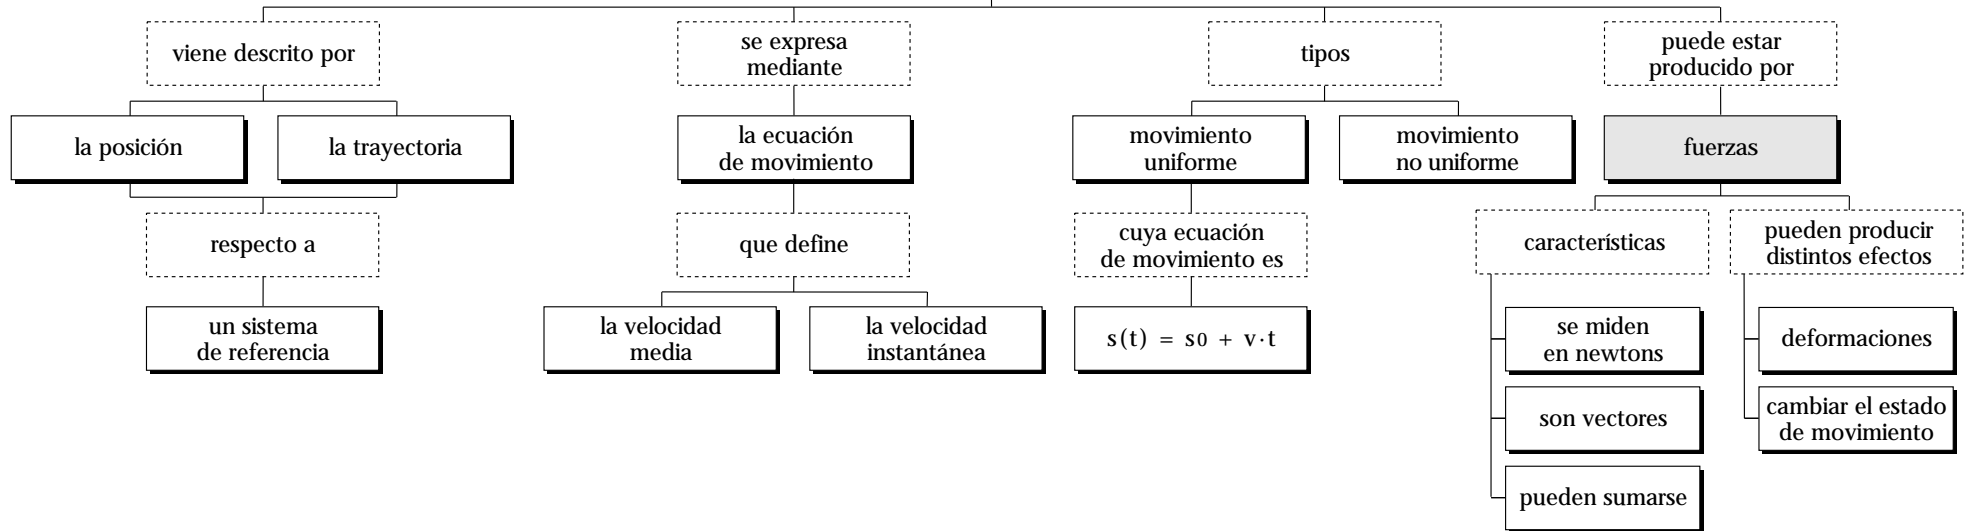 viene descrito por
se expresa
mediante
tipos
puede estar
producido por
la posición
la trayectoria
la ecuación
de movimiento
movimiento
uniforme
movimiento
no uniforme
fuerzas
respecto a
que define
cuya ecuación
de movimiento es
características
pueden producir
distintos efectos
un sistema
de referencia
la velocidad
media
la velocidad
instantánea
s(t) = s0 + v·t
se miden
en newtons
deformaciones
son vectores
cambiar el estado
de movimiento
pueden sumarse